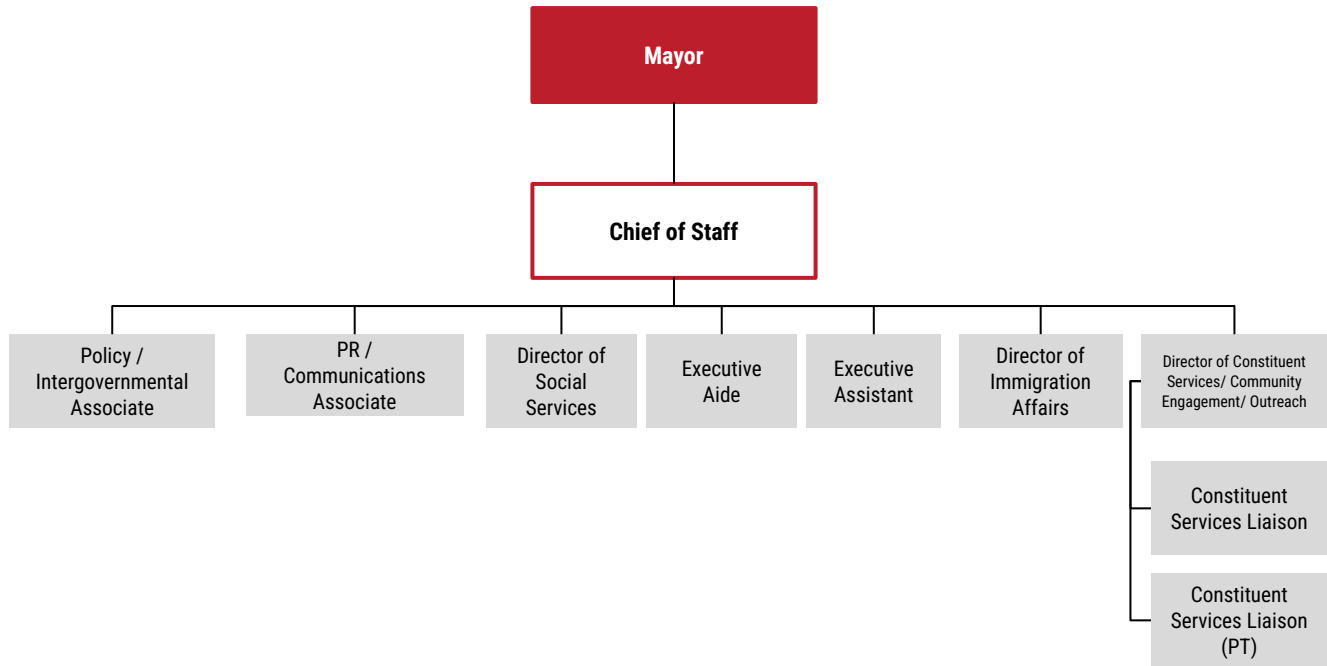 Mayor
Chief of Staff
Policy /
Intergovernmental
Associate
PR /
Communications
Associate
Director of
Social
Services
Executive
Aide
Executive
Assistant
Director of
Immigration
Affairs
Director of Constituent
Services/ Community
Engagement/ Outreach
Constituent
Services Liaison
Constituent
Services Liaison
(PT)